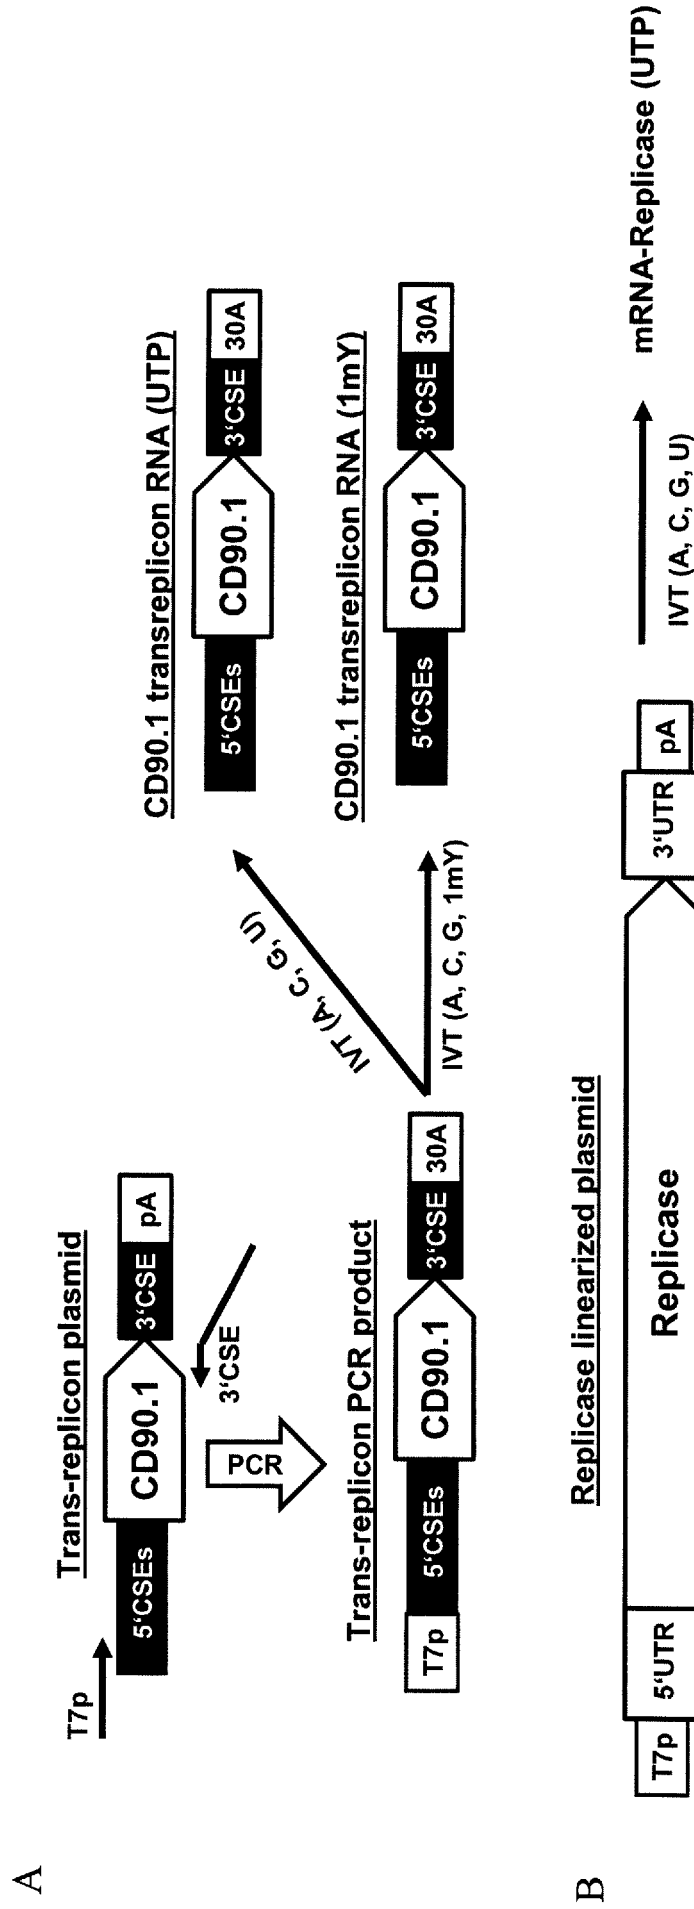 A
Trans-replicon plasmid
T7p
5‘CSEs
CD90.1
3‘CSE
pA
3‘CSE
PCR
Trans-replicon PCR product
T7p
5‘CSEs
CD90.1
3‘CSE
30A
IVT (A, C, G, U)
IVT (A, C, G, 1mY)
CD90.1 transreplicon RNA (UTP)
5‘CSEs
CD90.1
3‘CSE
30A
CD90.1 transreplicon RNA (1mY)
5‘CSEs
CD90.1
3‘CSE
30A
B
Replicase linearized plasmid
T7p
5‘UTR
Replicase
3‘UTR
pA
IVT (A, C, G, U)
mRNA-Replicase (UTP)